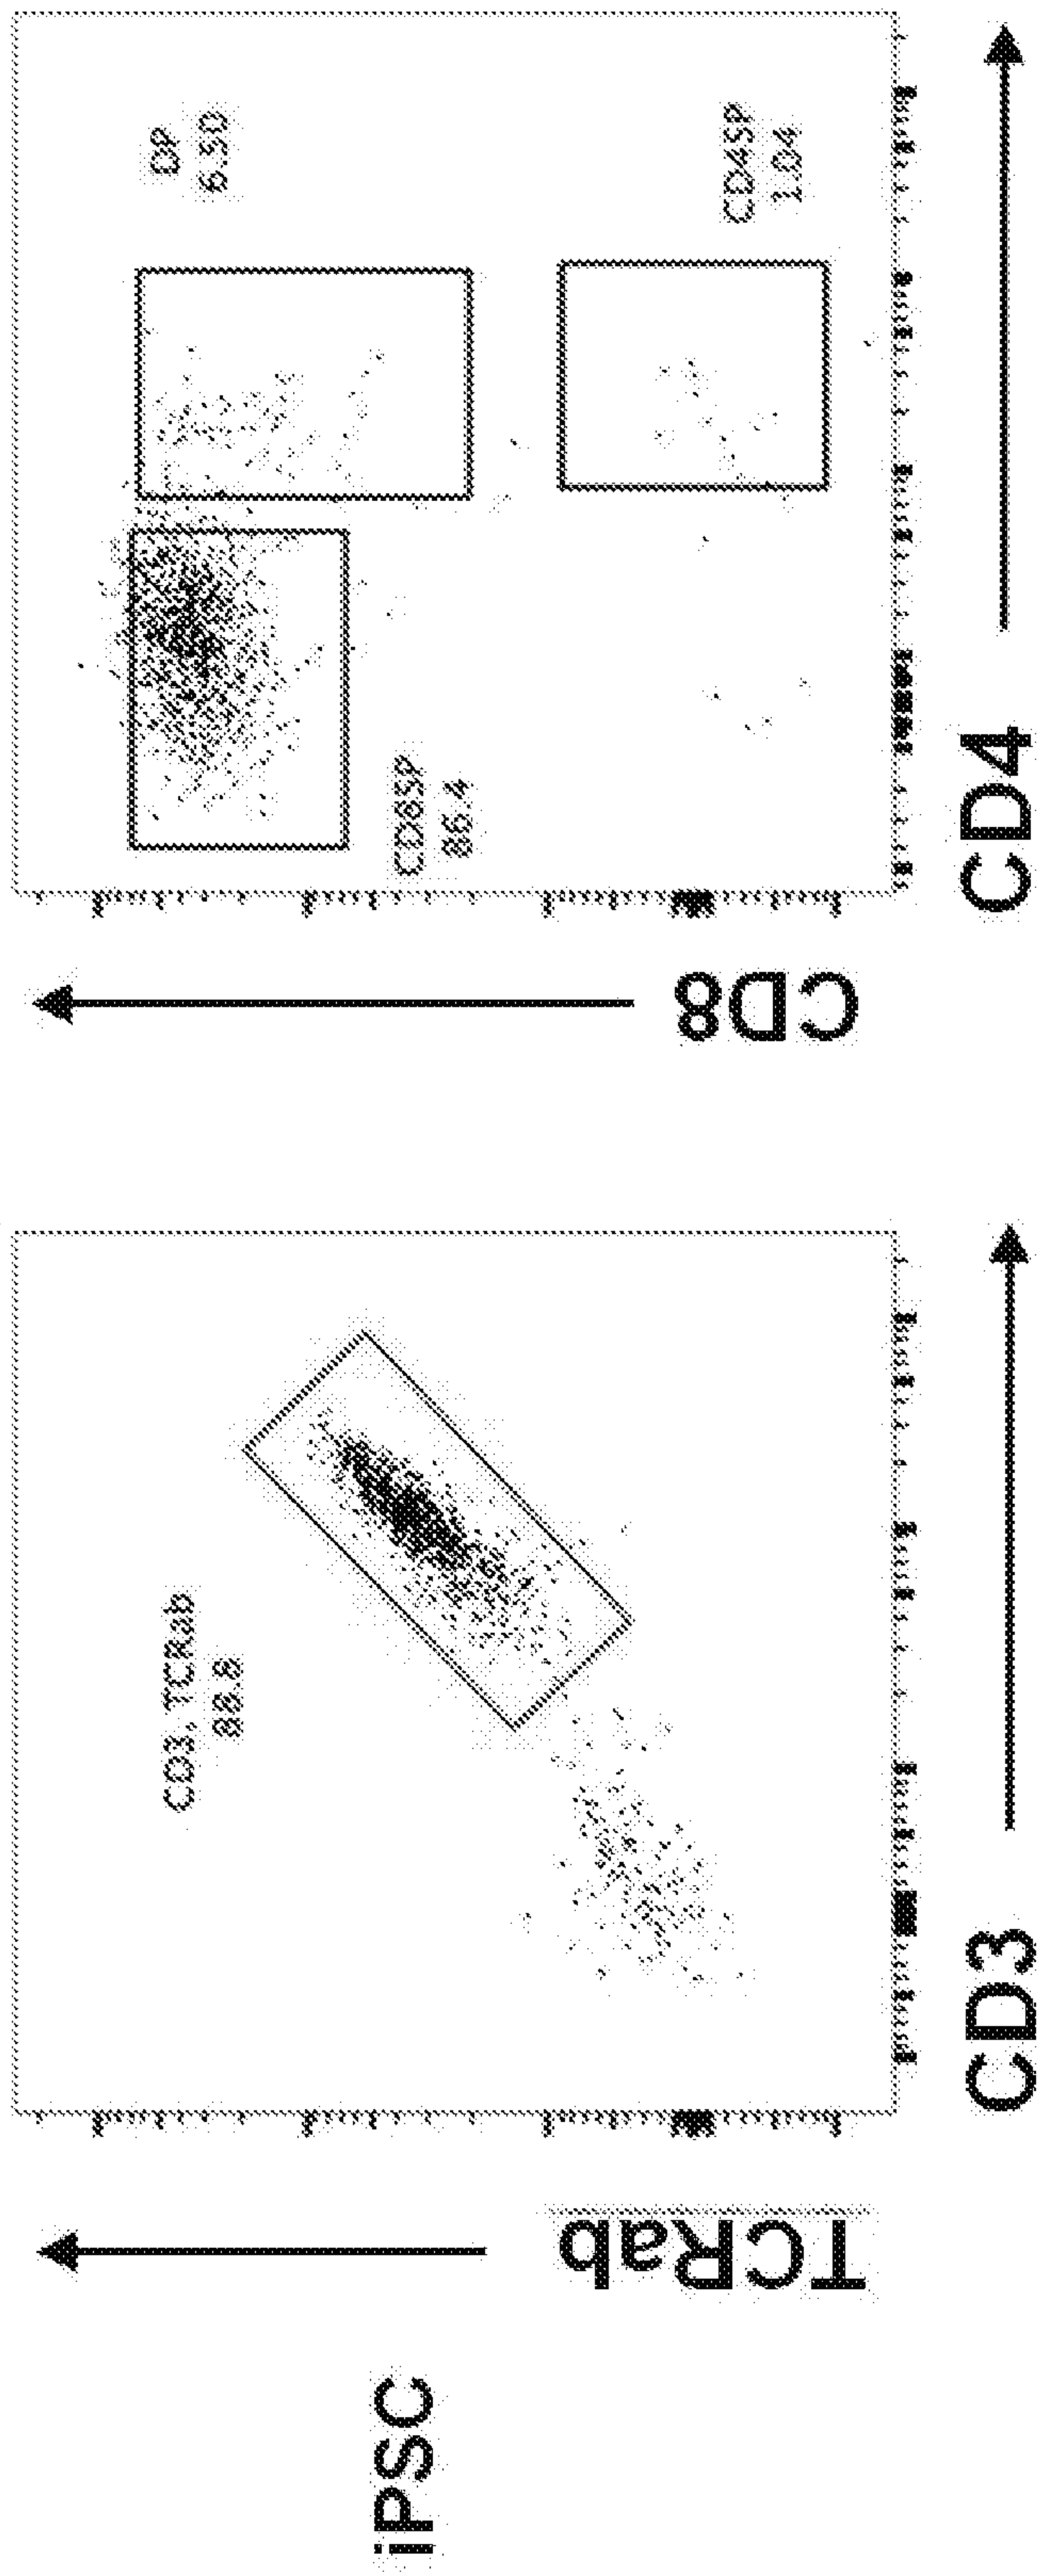 iPSC
TCRab
CD3, TCRab
88.8
CD3
CD8
DP
6.50
CD8SP
86.4
CD4SP
1.04
CD4